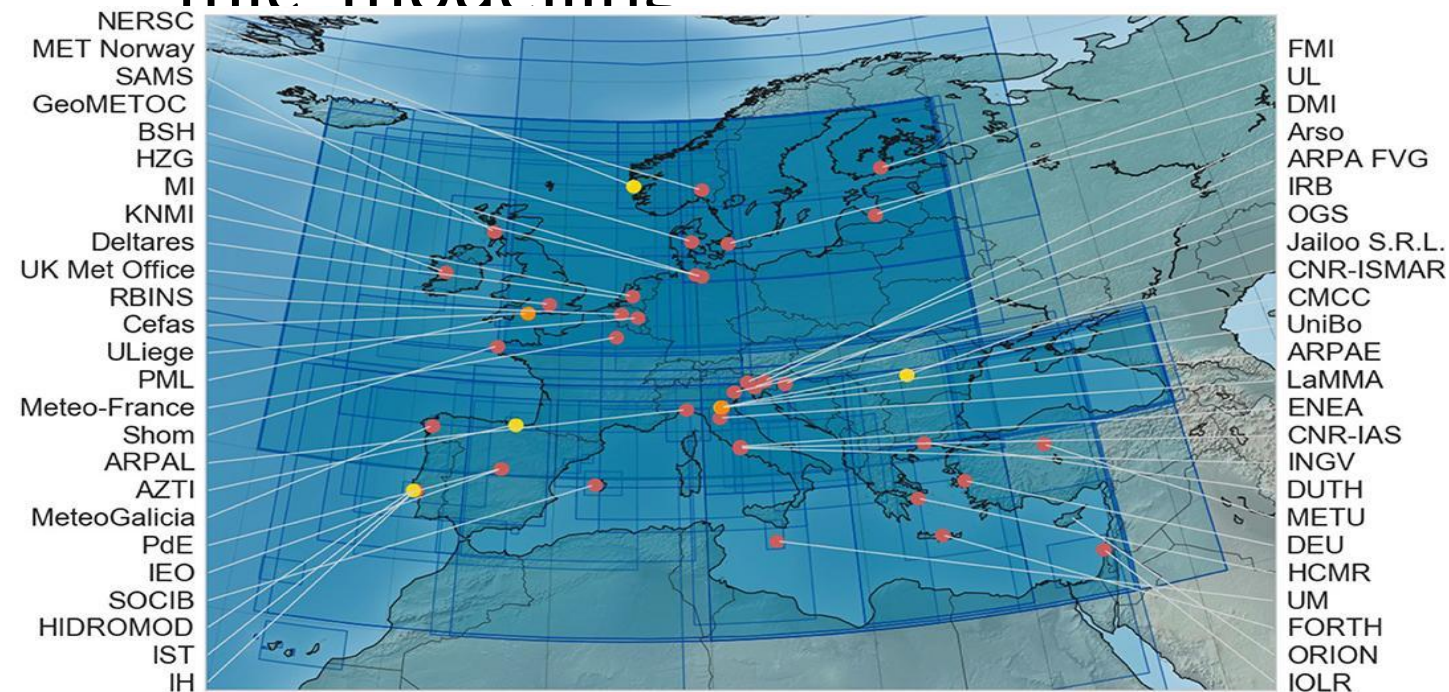 NERSC
MET Norway
SAMS
GeoMETOC
BSH
HZG
MI
KNMI
Deltares
UK Met Office
RBINS
Cefas
ULiege
PML
Meteo-France
Shom
ARPAL
AZTI
MeteoGalicia
PdE
IEO
SOCIB
HIDROMOD
IST
IH
FMI
UL
DMI
Arso
ARPA FVG
IRB
OGS
Jailoo S.R.L.
CNR-ISMAR
CMCC
UniBo
ARPAE
LaMMA
ENEA
CNR-IAS
INGV
DUTH
METU
DEU
HCMR
UM
FORTH
ORION
IOLR